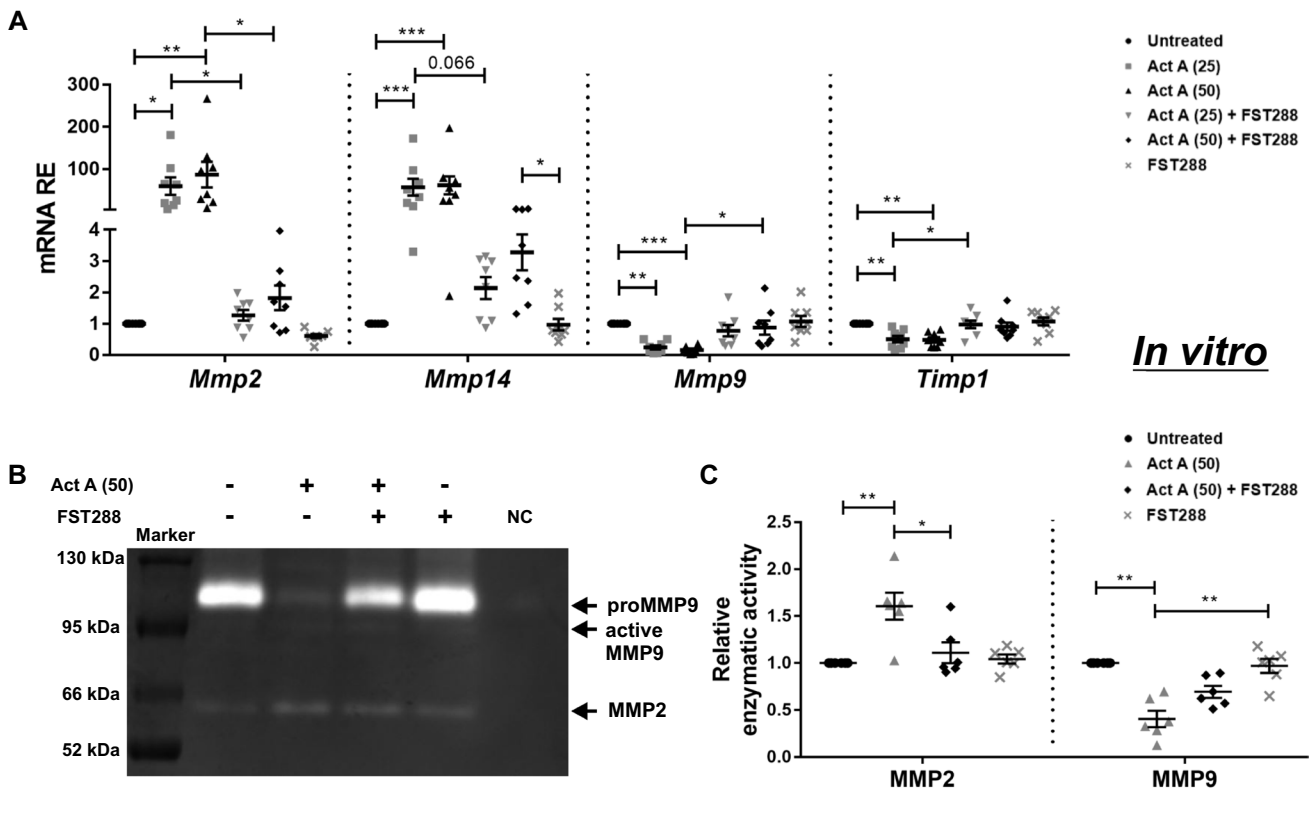 A
*
**
*
*
***
0.066
***
*
***
*
**
**
*
**
300
200
100
4
3
2
1
0
mRNA RE
Mmp2
Mmp14
Mmp9
Timp1
Untreated
Act A (25)
Act A (50)
Act A (25) + FST288
Act A (50) + FST288
FST288
In vitro
B
Act A (50) - + + -
FST288 - - + + NC
Marker
130 kDa
95 kDa
66 kDa
52 kDa
proMMP9
active
MMP9
MMP2
C
Untreated
Act A (50)
Act A (50) + FST288
FST288
**
*
**
**
2.5
2.0
1.5
1.0
0.5
0.0
Relative
enzymatic activity
MMP2
MMP9